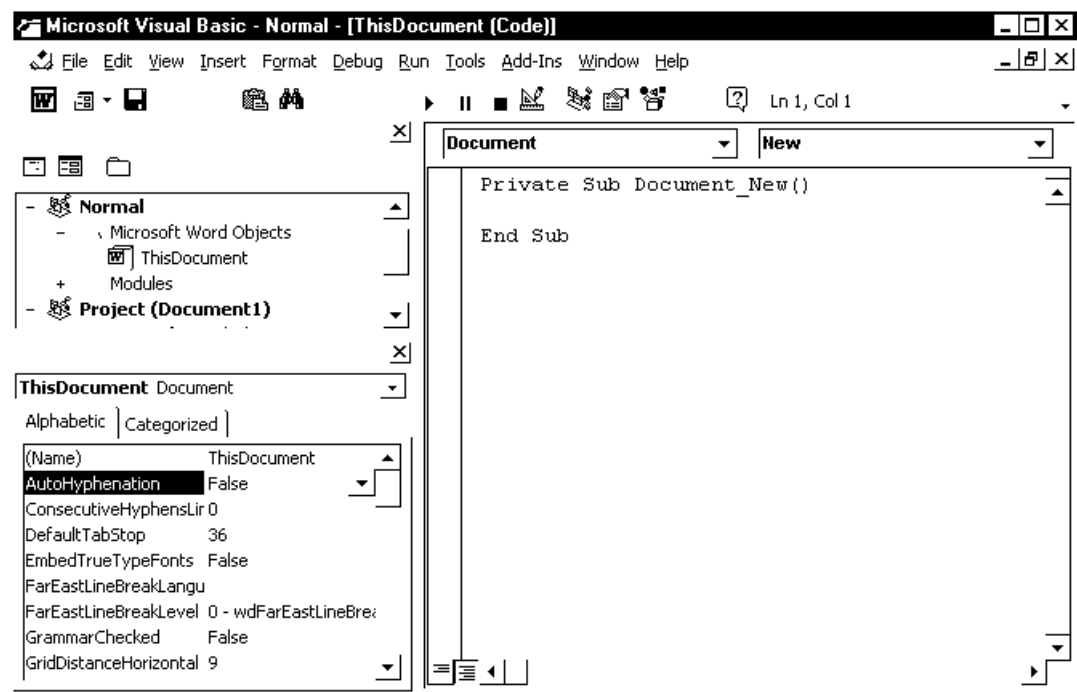 Microsoft Visual Basic - Normal - [ThisDocument (Code)]
File Edit View Insert Format Debug Run Tools Add-Ins Window Help
Ln 1, Col 1
Normal
Microsoft Word Objects
ThisDocument
Modules
Project (Document1)
ThisDocument Document
Alphabetic Categorized
(Name) ThisDocument
AutoHyphenation False
ConsecutiveHyphensLir 0
DefaultTabStop 36
EmbedTrueTypeFonts False
FarEastLineBreakLangu
FarEastLineBreakLevel 0 - wdFarEastLineBrea
GrammarChecked False
GridDistanceHorizontal 9
Document New
Private Sub Document_New()
End Sub